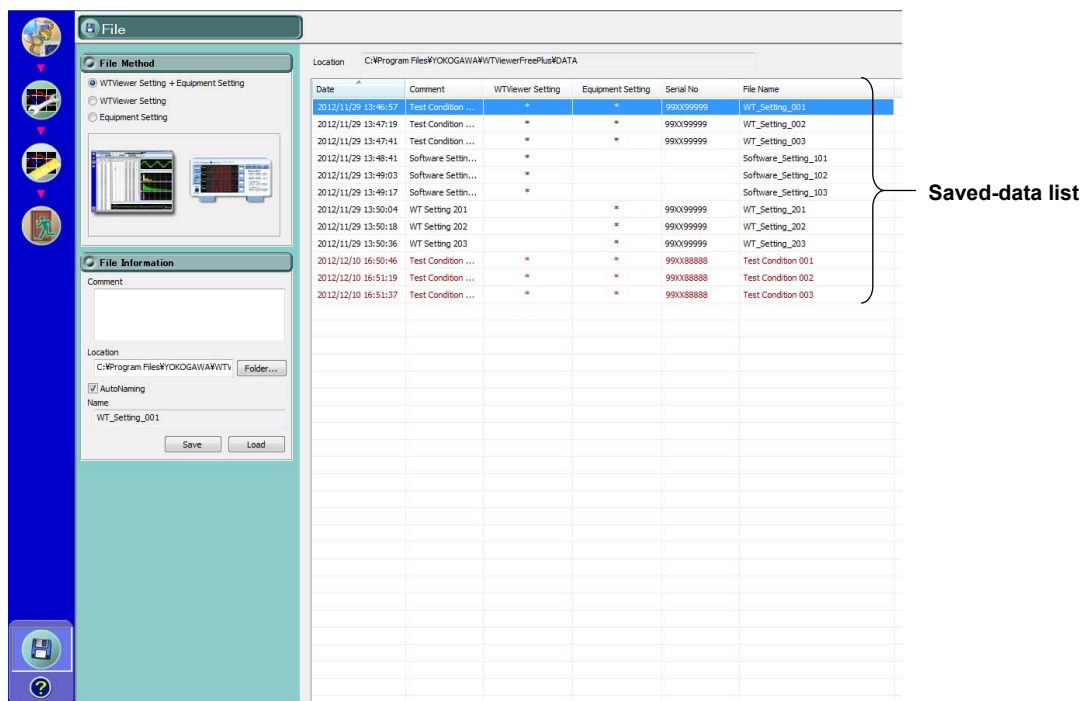 File
File Method
WTViewer Setting + Equipment Setting
WTViewer Setting
Equipment Setting
File Information
Comment
Location
C:¥Program Files¥YOKOGAWA¥WTV
Folder...
AutoNaming
Name
WT_Setting_001
Save Load
Location C:¥Program Files¥YOKOGAWA¥WTViewerFreePlus¥DATA
Date Comment WTViewer Setting Equipment Setting Serial No File Name
2012/11/29 13:46:57 Test Condition ... * * 99XX99999 WT_Setting_001
2012/11/29 13:47:19 Test Condition ... * * 99XX99999 WT_Setting_002
2012/11/29 13:47:41 Test Condition ... * * 99XX99999 WT_Setting_003
2012/11/29 13:48:41 Software Settin... * Software_Setting_101
2012/11/29 13:49:03 Software Settin... * Software_Setting_102
2012/11/29 13:49:17 Software Settin... * Software_Setting_103
2012/11/29 13:50:04 WT Setting 201 * 99XX99999 WT_Setting_201
2012/11/29 13:50:18 WT Setting 202 * 99XX99999 WT_Setting_202
2012/11/29 13:50:36 WT Setting 203 * 99XX99999 WT_Setting_203
2012/12/10 16:50:46 Test Condition ... * * 99XX88888 Test Condition 001
2012/12/10 16:51:19 Test Condition ... * * 99XX88888 Test Condition 002
2012/12/10 16:51:37 Test Condition ... * * 99XX88888 Test Condition 003
Saved-data list
?